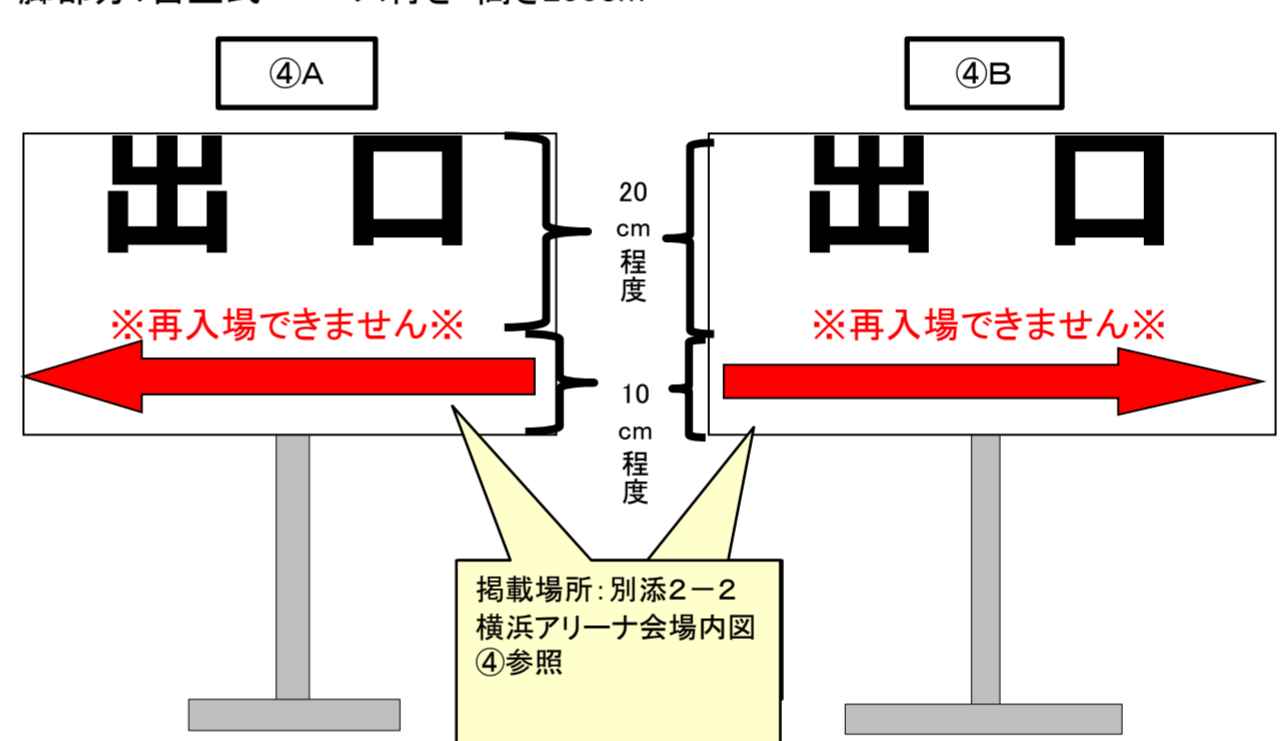 ④A
④B
出 口
出 口
20
cm
程
度
※再入場できません※
※再入場できません※
10
cm
程
度
掲載場所：別添２－２
横浜アリーナ会場内図
④参照